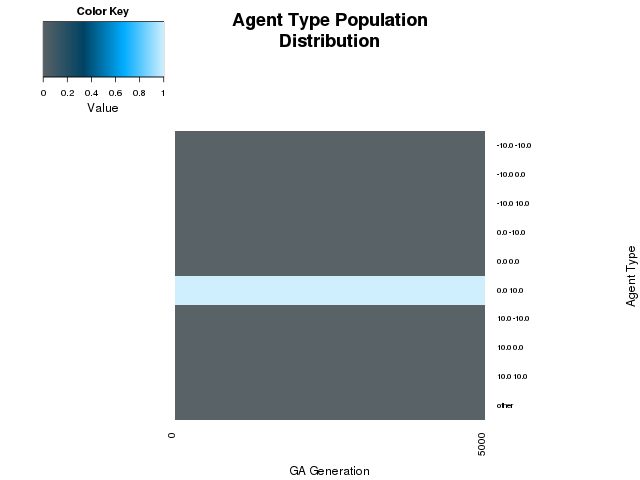 Color Key
0 0.2 0.4 0.6 0.8 1
Value
Agent Type Population
Distribution
-10.0 -10.0
-10.0 0.0
-10.0 10.0
0.0 -10.0
0.0 0.0
0.0 10.0
10.0 -10.0
10.0 0.0
10.0 10.0
other
Agent Type
0 5000
GA Generation